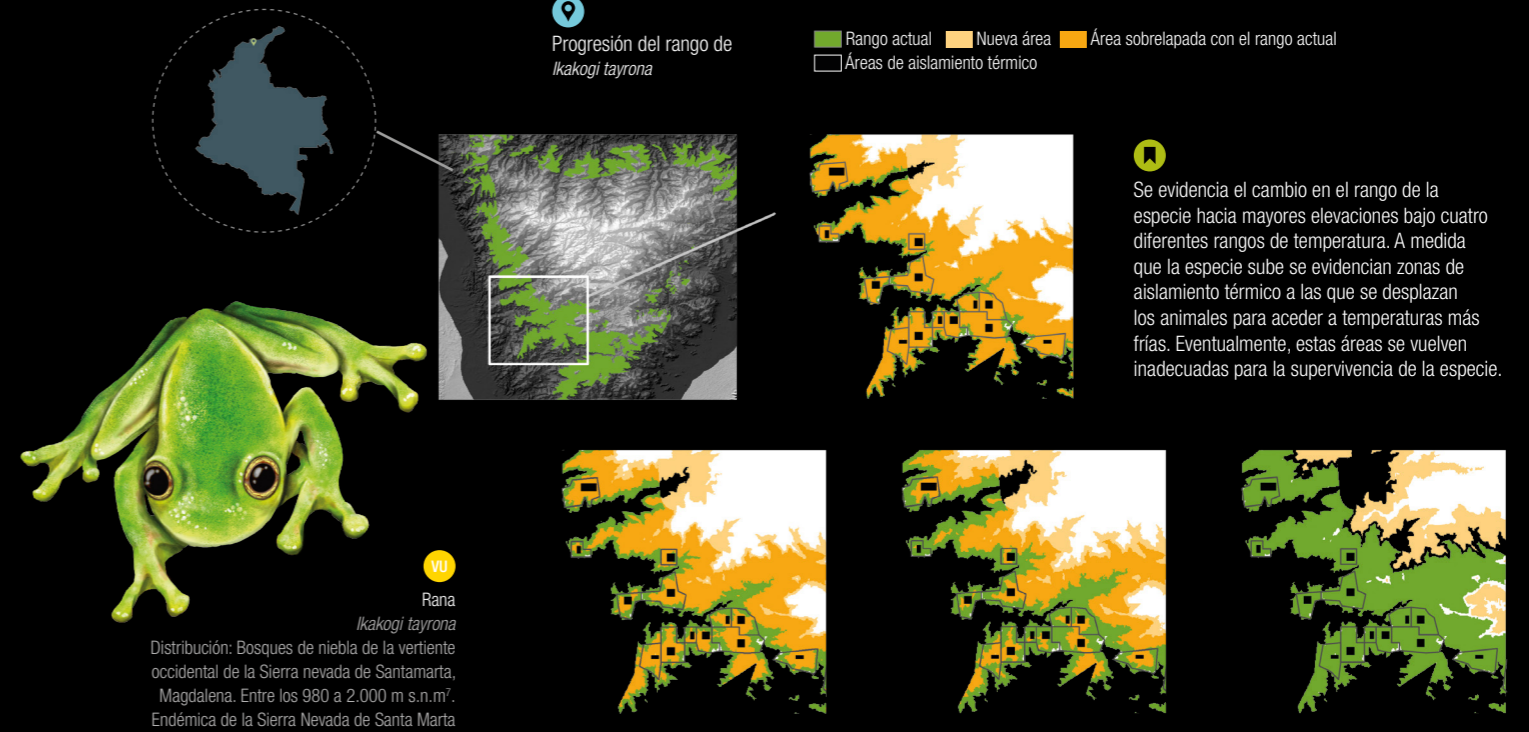 Progresión del rango de
Ikakogi tayrona
Rango actual Nueva área Área sobrelapada con el rango actual
Áreas de aislamiento térmico
Se evidencia el cambio en el rango de la
especie hacia mayores elevaciones bajo cuatro
diferentes rangos de temperatura. A medida
que la especie sube se evidencian zonas de
aislamiento térmico a las que se desplazan
los animales para aceder a temperaturas más
frías. Eventualmente, estas áreas se vuelven
inadecuadas para la supervivencia de la especie.
VU
Rana
Ikakogi tayrona
Distribución: Bosques de niebla de la vertiente
occidental de la Sierra nevada de Santamarta,
Magdalena. Entre los 980 a 2.000 m s.n.m⁷.
Endémica de la Sierra Nevada de Santa Marta